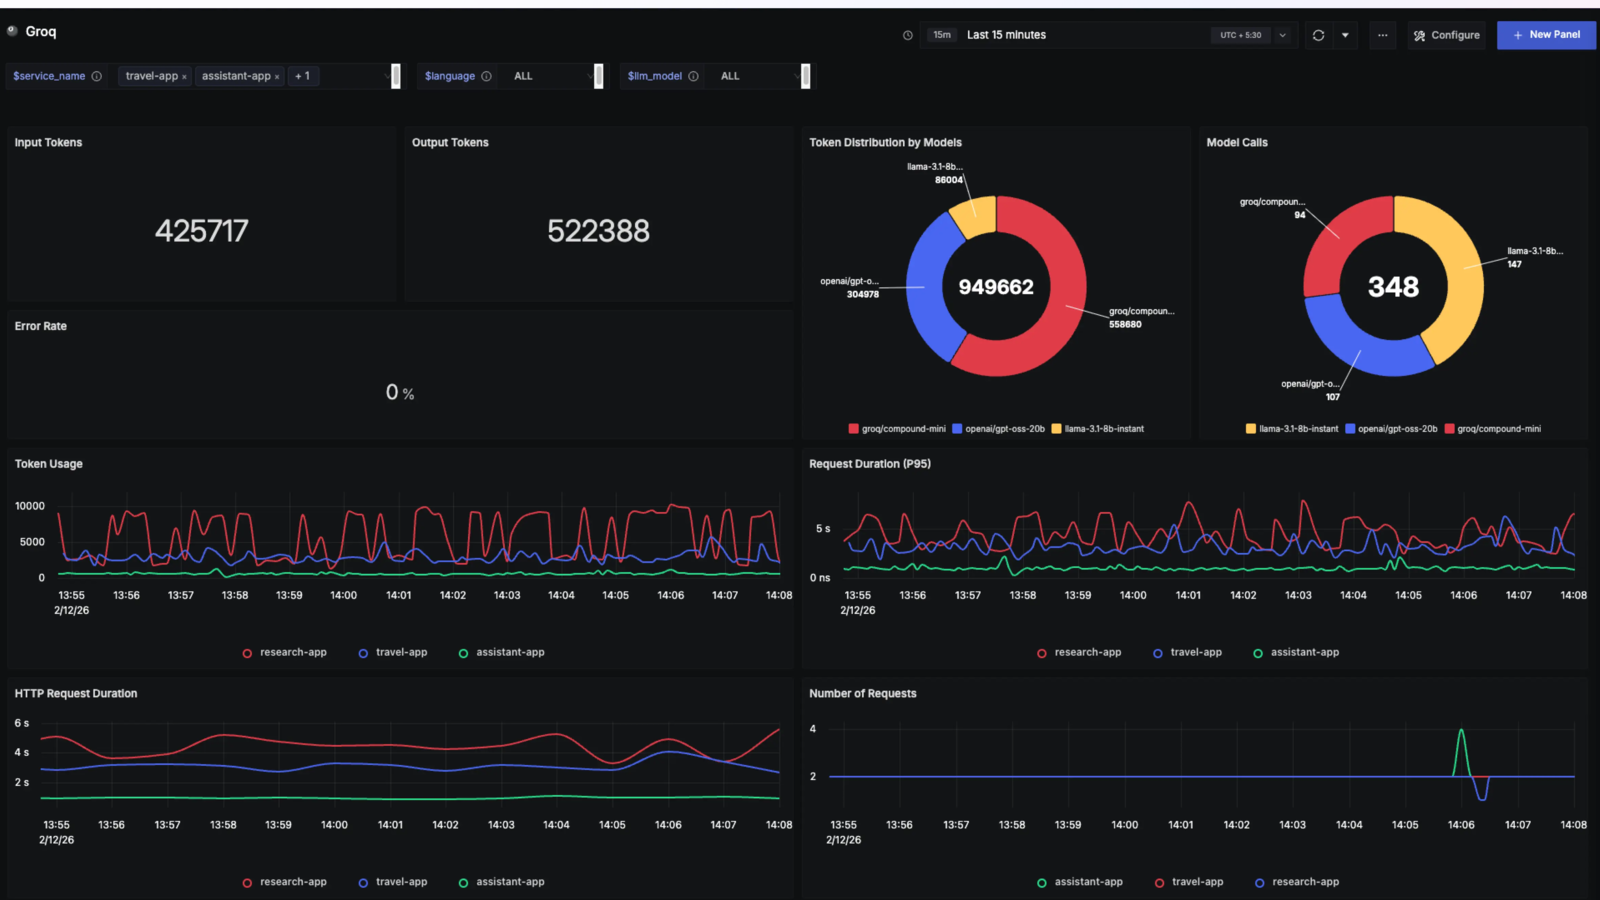 Groq
15m Last 15 minutes UTC + 5:30
... Configure + New Panel
$service_name travel-app × assistant-app × + 1
$language ALL
$llm_model ALL
Input Tokens
425717
Output Tokens
522388
Error Rate
0 %
Token Distribution by Models
llama-3.1-8b...
86004
openai/gpt-o...
304978
949662
groq/compoun...
558680
groq/compound-mini openai/gpt-oss-20b llama-3.1-8b-instant
Model Calls
groq/compoun...
94
llama-3.1-8b...
147
348
openai/gpt-o...
107
llama-3.1-8b-instant openai/gpt-oss-20b groq/compound-mini
Token Usage
10000
5000
0
13:55 13:56 13:57 13:58 13:59 14:00 14:01 14:02 14:03 14:04 14:05 14:06 14:07 14:08
2/12/26
research-app travel-app assistant-app
Request Duration (P95)
5 s
0 ns
13:55 13:56 13:57 13:58 13:59 14:00 14:01 14:02 14:03 14:04 14:05 14:06 14:07 14:08
2/12/26
research-app travel-app assistant-app
HTTP Request Duration
6 s
4 s
2 s
13:55 13:56 13:57 13:58 13:59 14:00 14:01 14:02 14:03 14:04 14:05 14:06 14:07 14:08
2/12/26
research-app travel-app assistant-app
Number of Requests
4
2
13:55 13:56 13:57 13:58 13:59 14:00 14:01 14:02 14:03 14:04 14:05 14:06 14:07 14:08
2/12/26
assistant-app travel-app research-app